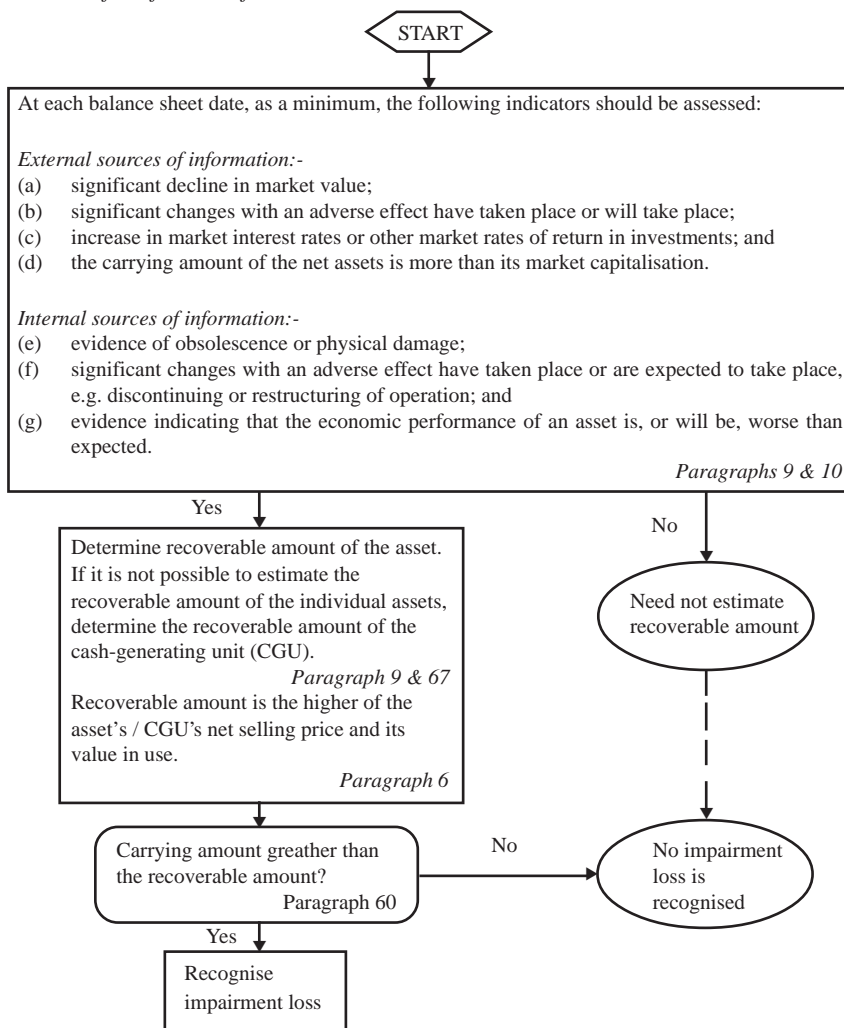 START
At each balance sheet date, as a minimum, the following indicators should be assessed:
External sources of information:-
(a) significant decline in market value;
(b) significant changes with an adverse effect have taken place or will take place;
(c) increase in market interest rates or other market rates of return in investments; and
(d) the carrying amount of the net assets is more than its market capitalisation.
Internal sources of information:-
(e) evidence of obsolescence or physical damage;
(f) significant changes with an adverse effect have taken place or are expected to take place,
e.g. discontinuing or restructuring of operation; and
(g) evidence indicating that the economic performance of an asset is, or will be, worse than
expected.
Paragraphs 9 & 10
Yes
No
Determine recoverable amount of the asset.
If it is not possible to estimate the
recoverable amount of the individual assets,
determine the recoverable amount of the
cash-generating unit (CGU).
Paragraph 9 & 67
Recoverable amount is the higher of the
asset's / CGU's net selling price and its
value in use.
Paragraph 6
Need not estimate
recoverable amount
Carrying amount greather than
the recoverable amount?
Paragraph 60
No
No impairment
loss is
recognised
Yes
Recognise
impairment loss